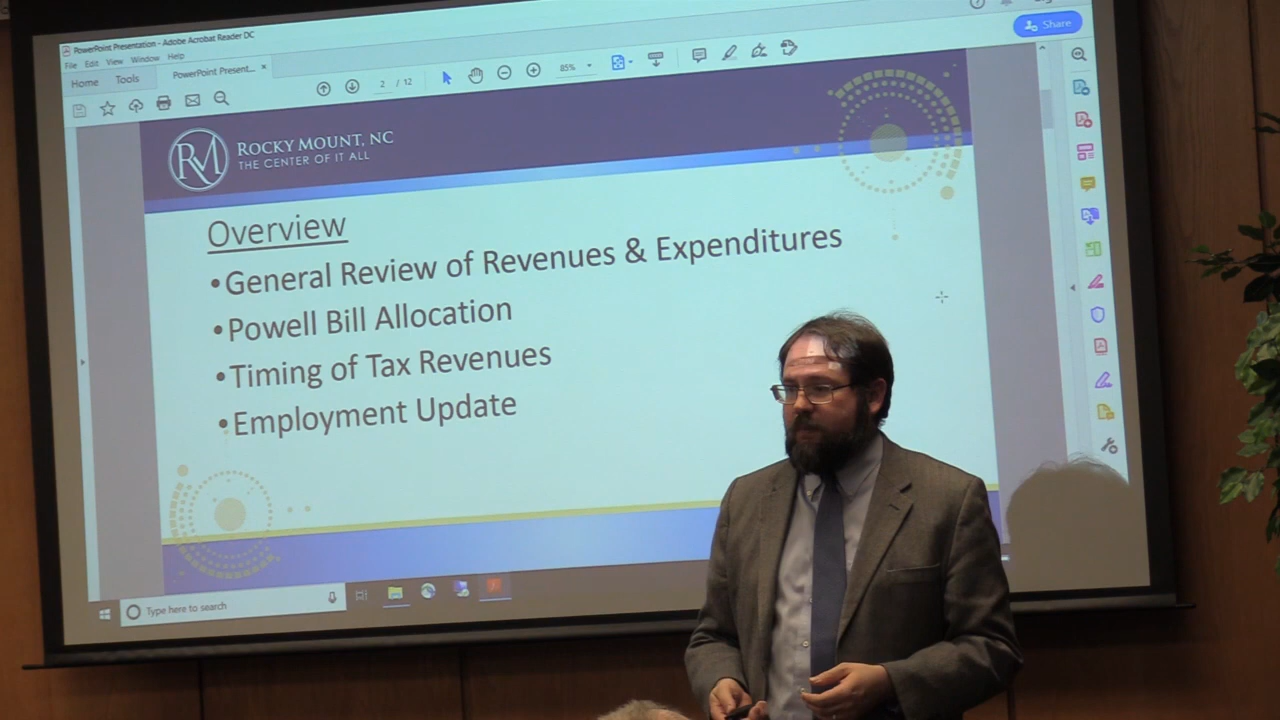 PowerPoint Presentation - Adobe Acrobat Reader DC
File Edit View Window Help
Home Tools PowerPoint Present... ×
2 / 12 85%
Share
RM ROCKY MOUNT, NC
THE CENTER OF IT ALL
Overview
•General Review of Revenues & Expenditures
•Powell Bill Allocation
•Timing of Tax Revenues
•Employment Update
Type here to search